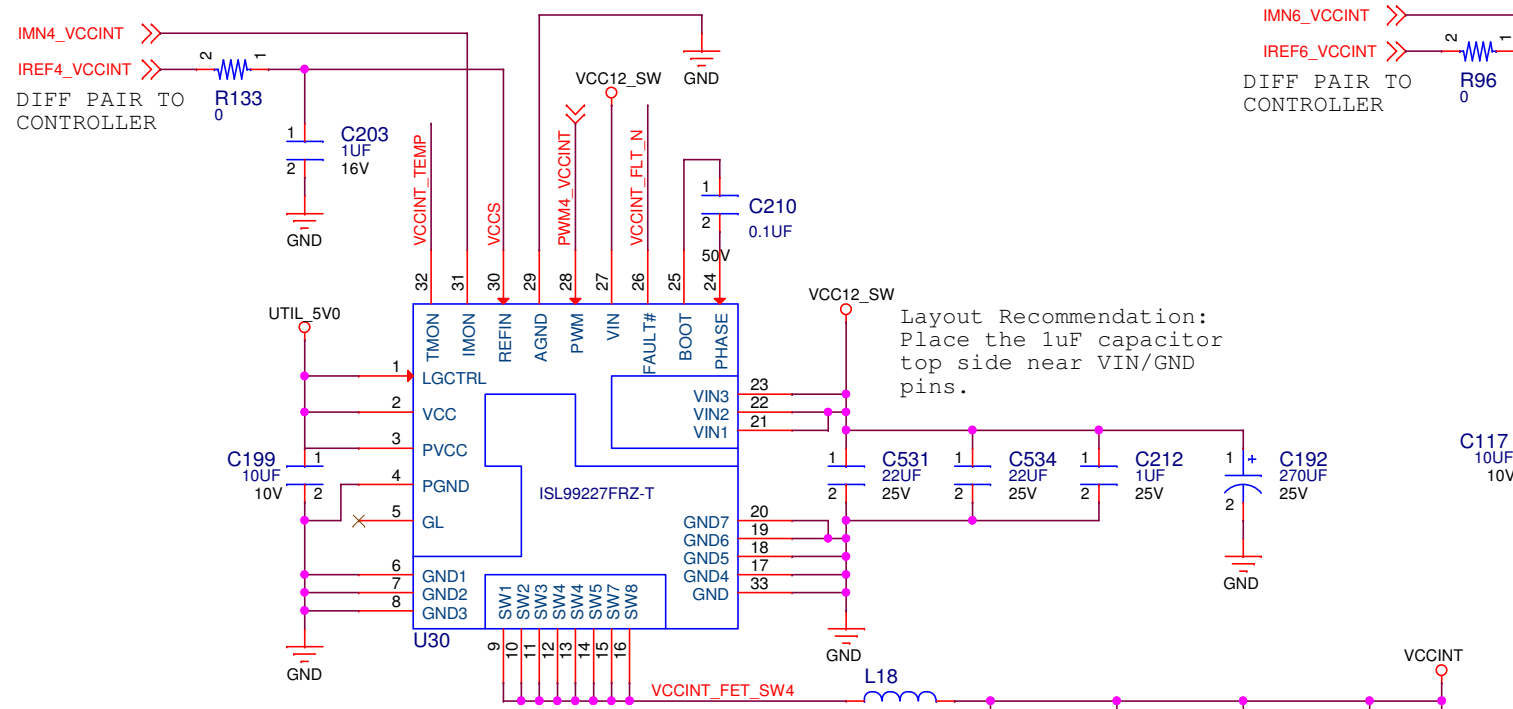 IMN4_VCCINT
IREF4_VCCINT
2
1
R133
0
DIFF PAIR TO
CONTROLLER
1
2
C203
1UF
16V
GND
GND
VCC12_SW
VCCINT_TEMP
VCCS
PWM4_VCCINT
VCCINT_FLT_N
1
2
C210
0.1UF
50V
IMN6_VCCINT
IREF6_VCCINT
2
1
R96
0
DIFF PAIR TO
CONTROLLER
32
31
30
29
28
27
26
25
24
TMON
IMON
REFIN
AGND
PWM
VIN
FAULT#
BOOT
PHASE
UTIL_5V0
1
LGCTRL
2
VCC
3
PVCC
4
PGND
5
GL
6
GND1
7
GND2
8
GND3
C199
10UF
10V
1
2
GND
ISL99227FRZ-T
U30
VIN3
23
VIN2
22
VIN1
21
GND7
20
GND6
19
GND5
18
GND4
17
GND
33
SW1
SW2
SW3
SW4
SW4
SW5
SW7
SW8
9
10
11
12
13
14
15
16
VCC12_SW
Layout Recommendation:
Place the 1uF capacitor
top side near VIN/GND
pins.
1
2
C531
22UF
25V
1
2
C534
22UF
25V
1
2
C212
1UF
25V
1
+
2
C192
270UF
25V
GND
GND
C117
10UF
10V
VCCINT_FET_SW4
L18
VCCINT